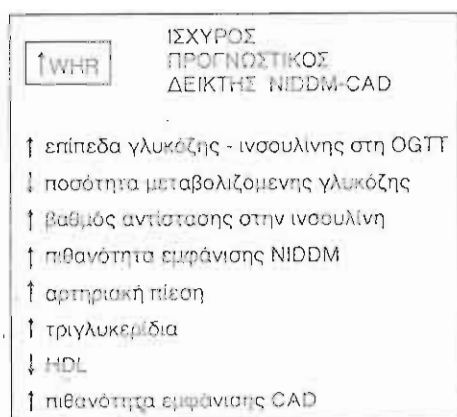 ↑WHR
ΙΣΧΥΡΟΣ
ΠΡΟΓΝΩΣΤΙΚΟΣ
ΔΕΙΚΤΗΣ NIDDM-CAD
↑ επίπεδα γλυκόζης - ινσουλίνης στη OGTT
↓ ποσότητα μεταβολιζόμενης γλυκόζης
↑ βαθμός αντίστασης στην ινσουλίνη
↑ πιθανότητα εμφάνισης NIDDM
↑ αρτηριακή πίεση
↑ τριγλυκερίδια
↓ HDL
↑ πιθανότητα εμφάνισης CAD